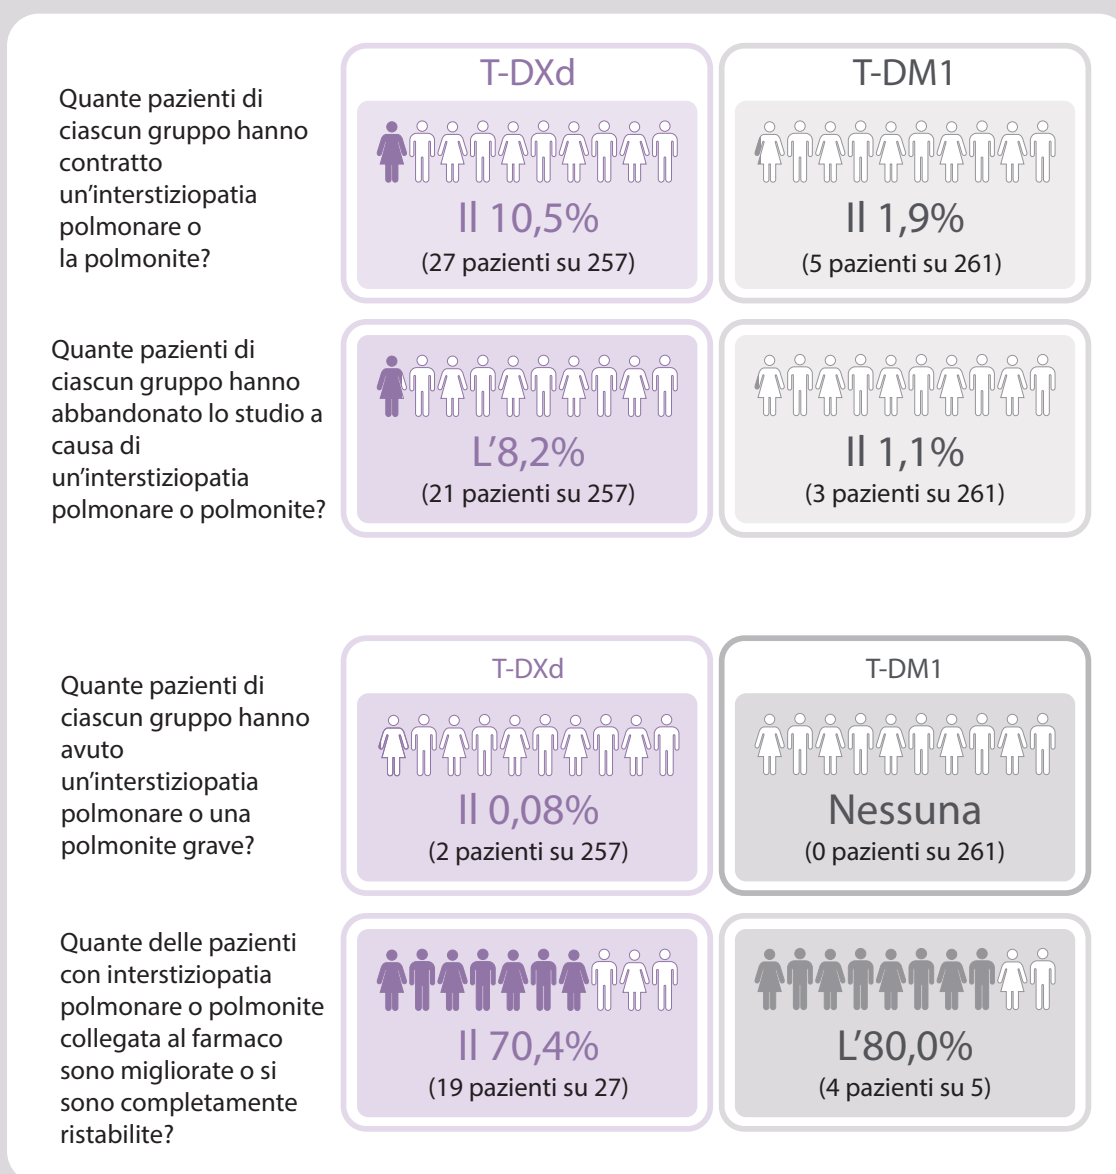 T-DXd
T-DM1
Quante pazienti di
ciascun gruppo hanno
contratto
un'interstiziopatia
polmonare o
la polmonite?
Il 10,5%
(27 pazienti su 257)
Il 1,9%
(5 pazienti su 261)
Quante pazienti di
ciascun gruppo hanno
abbandonato lo studio a
causa di
un'interstiziopatia
polmonare o polmonite?
L'8,2%
(21 pazienti su 257)
Il 1,1%
(3 pazienti su 261)
T-DXd
T-DM1
Quante pazienti di
ciascun gruppo hanno
avuto
un'interstiziopatia
polmonare o una
polmonite grave?
Il 0,08%
(2 pazienti su 257)
Nessuna
(0 pazienti su 261)
Quante delle pazienti
con interstiziopatia
polmonare o polmonite
collegata al farmaco
sono migliorate o si
sono completamente
ristabilite?
Il 70,4%
(19 pazienti su 27)
L'80,0%
(4 pazienti su 5)